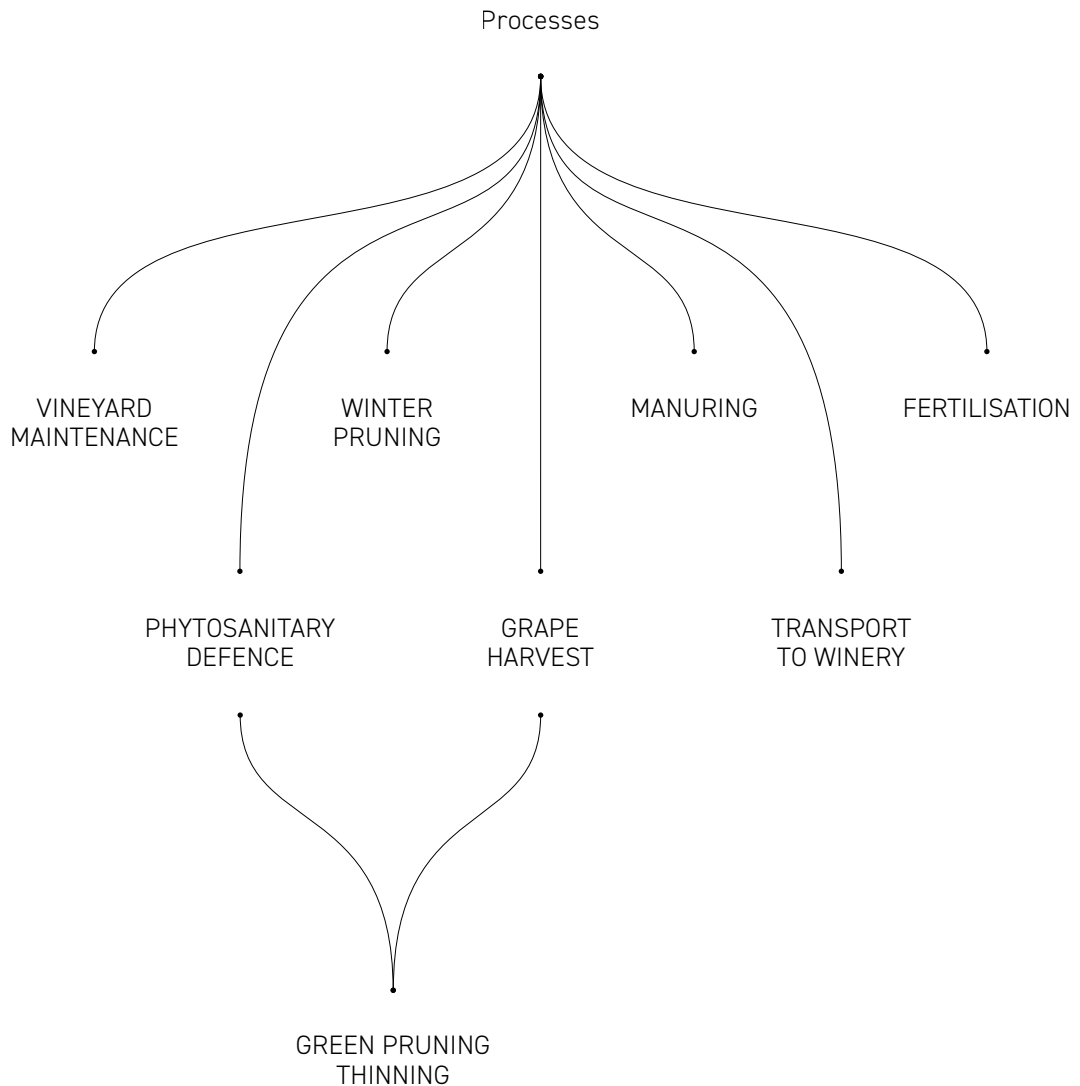 Processes
VINEYARD
MAINTENANCE
WINTER
PRUNING
MANURING
FERTILISATION
PHYTOSANITARY
DEFENCE
GRAPE
HARVEST
TRANSPORT
TO WINERY
GREEN PRUNING
THINNING